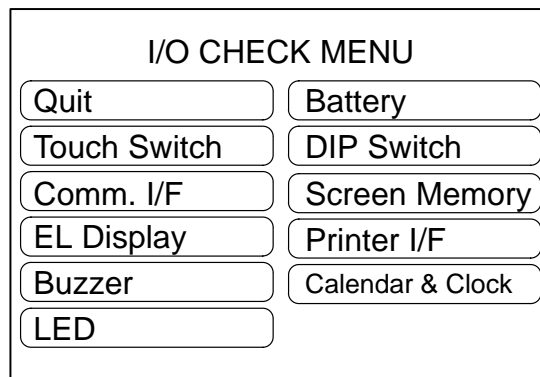 I/O CHECK MENU
Quit
Battery
Touch Switch
DIP Switch
Comm. I/F
Screen Memory
EL Display
Printer I/F
Buzzer
Calendar & Clock
LED